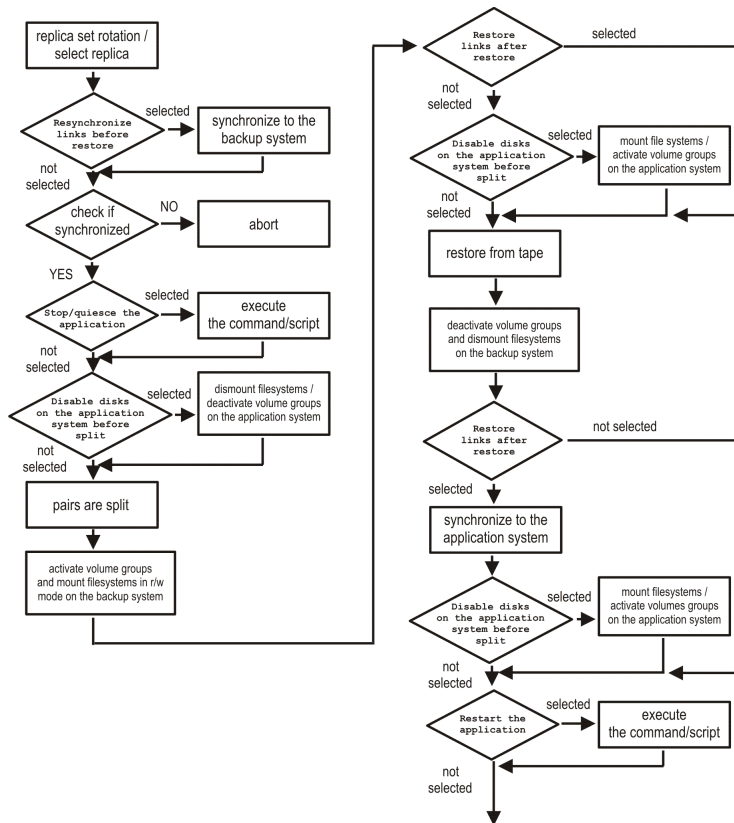 replica set rotation /
select replica
Resynchronize
links before
restore
selected
synchronize to the
backup system
not
selected
check if
synchronized
NO
abort
YES
Stop/quiesce the
application
selected
execute
the command/script
not
selected
Disable disks
on the application
system before
split
selected
dismount filesystems /
deactivate volume groups
on the application system
not
selected
pairs are split
activate volume groups
and mount filesystems in r/w
mode on the backup system
Restore
links after
restore
selected
not
selected
Disable disks
on the application
system before
split
selected
mount file systems /
activate volume groups
on the application system
not
selected
restore from tape
deactivate volume groups
and dismount filesystems
on the backup system
Restore
links after
restore
not selected
selected
synchronize to the
application system
Disable disks
on the application
system before
split
selected
mount filesystems /
activate volumes groups
on the application system
not
selected
Restart the
application
selected
execute
the command/script
not
selected